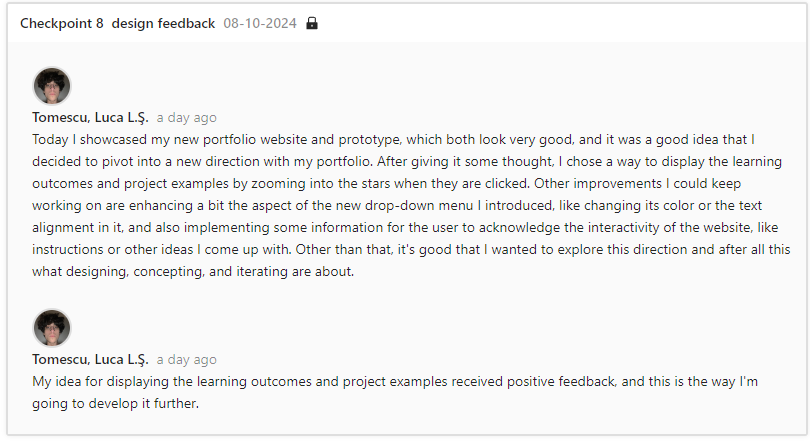 Checkpoint 8 design feedback 08-10-2024
Tomescu, Luca L.Ș. a day ago
Today I showcased my new portfolio website and prototype, which both look very good, and it was a good idea that I
decided to pivot into a new direction with my portfolio. After giving it some thought, I chose a way to display the learning
outcomes and project examples by zooming into the stars when they are clicked. Other improvements I could keep
working on are enhancing a bit the aspect of the new drop-down menu I introduced, like changing its color or the text
alignment in it, and also implementing some information for the user to acknowledge the interactivity of the website, like
instructions or other ideas I come up with. Other than that, it's good that I wanted to explore this direction and after all this
what designing, concepting, and iterating are about.
Tomescu, Luca L.Ș. a day ago
My idea for displaying the learning outcomes and project examples received positive feedback, and this is the way I'm
going to develop it further.